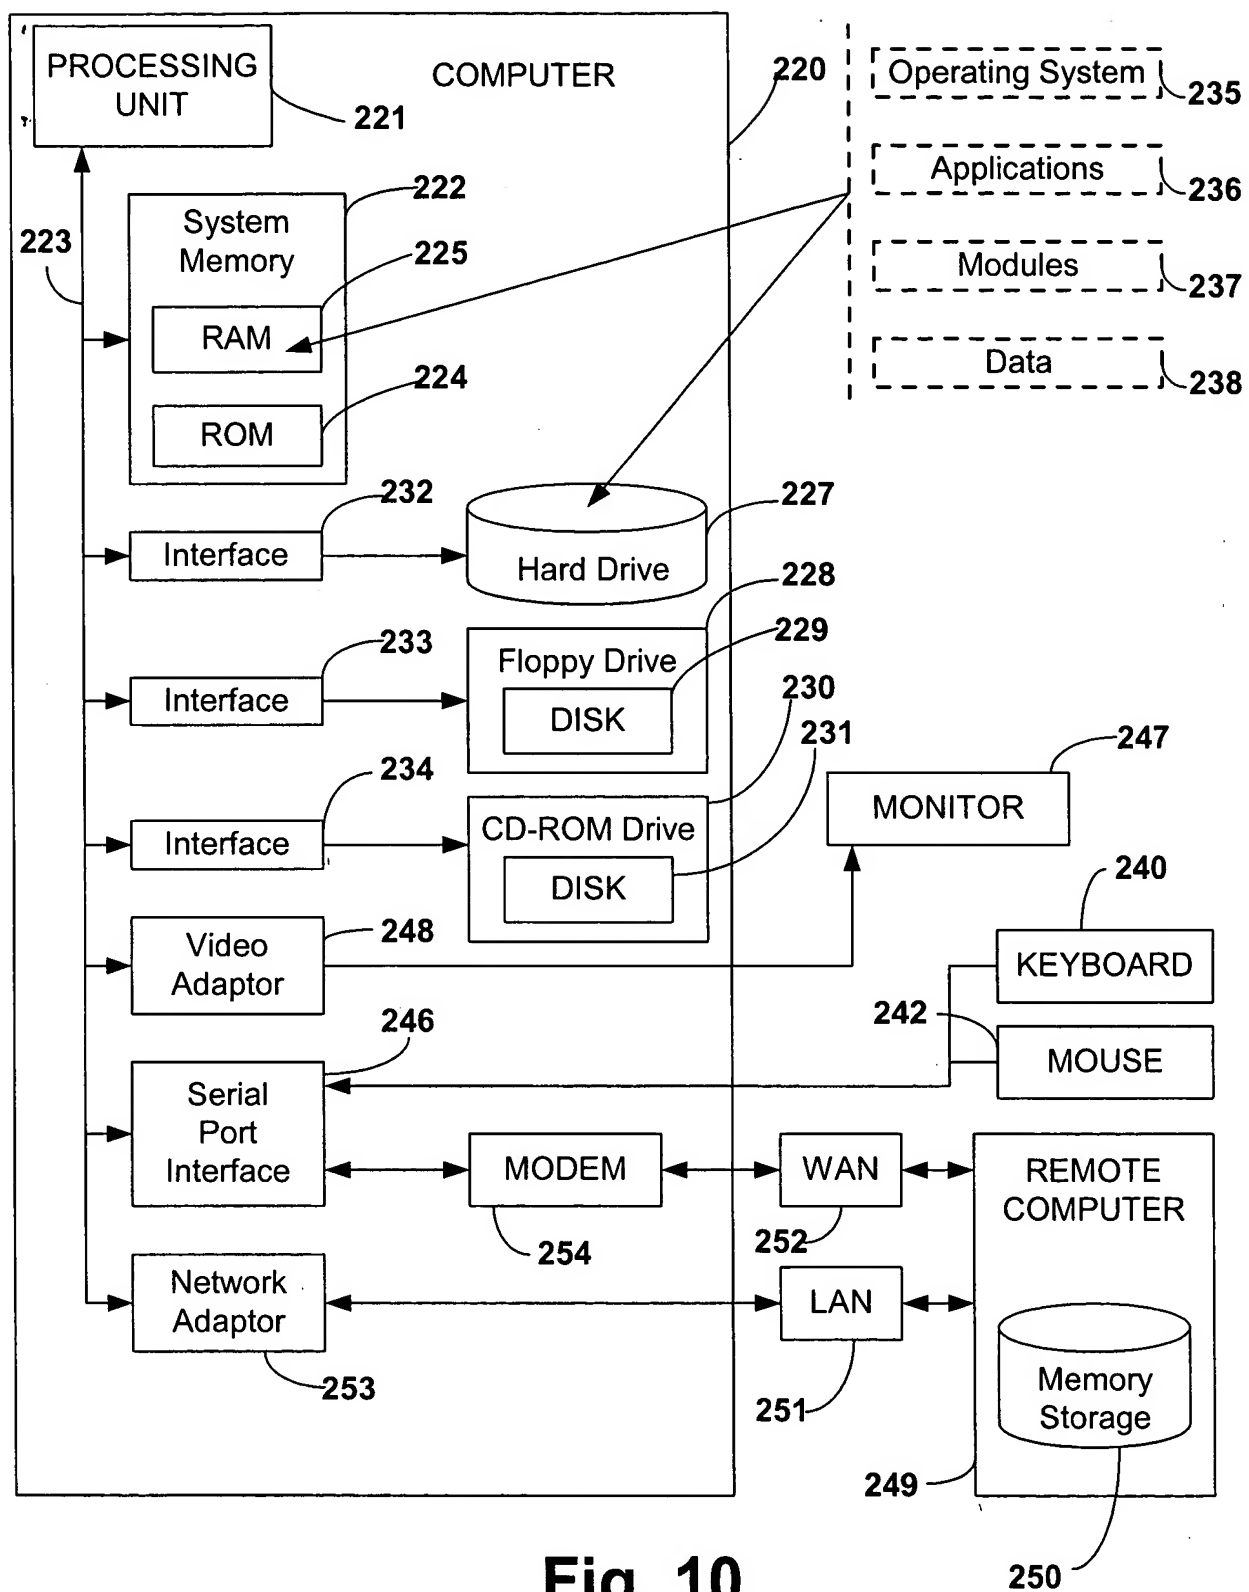 PROCESSING
UNIT
221
COMPUTER
220
Operating System
235
Applications
236
Modules
237
Data
238
223
222
System
Memory
225
RAM
224
ROM
232
Interface
227
Hard Drive
228
233
Interface
229
Floppy Drive
DISK
230
231
234
Interface
CD-ROM Drive
DISK
247
MONITOR
248
Video
Adaptor
240
KEYBOARD
242
MOUSE
246
Serial
Port
Interface
MODEM
254
WAN
252
REMOTE
COMPUTER
Network
Adaptor
253
LAN
251
Memory
Storage
249
250
Fig. 10